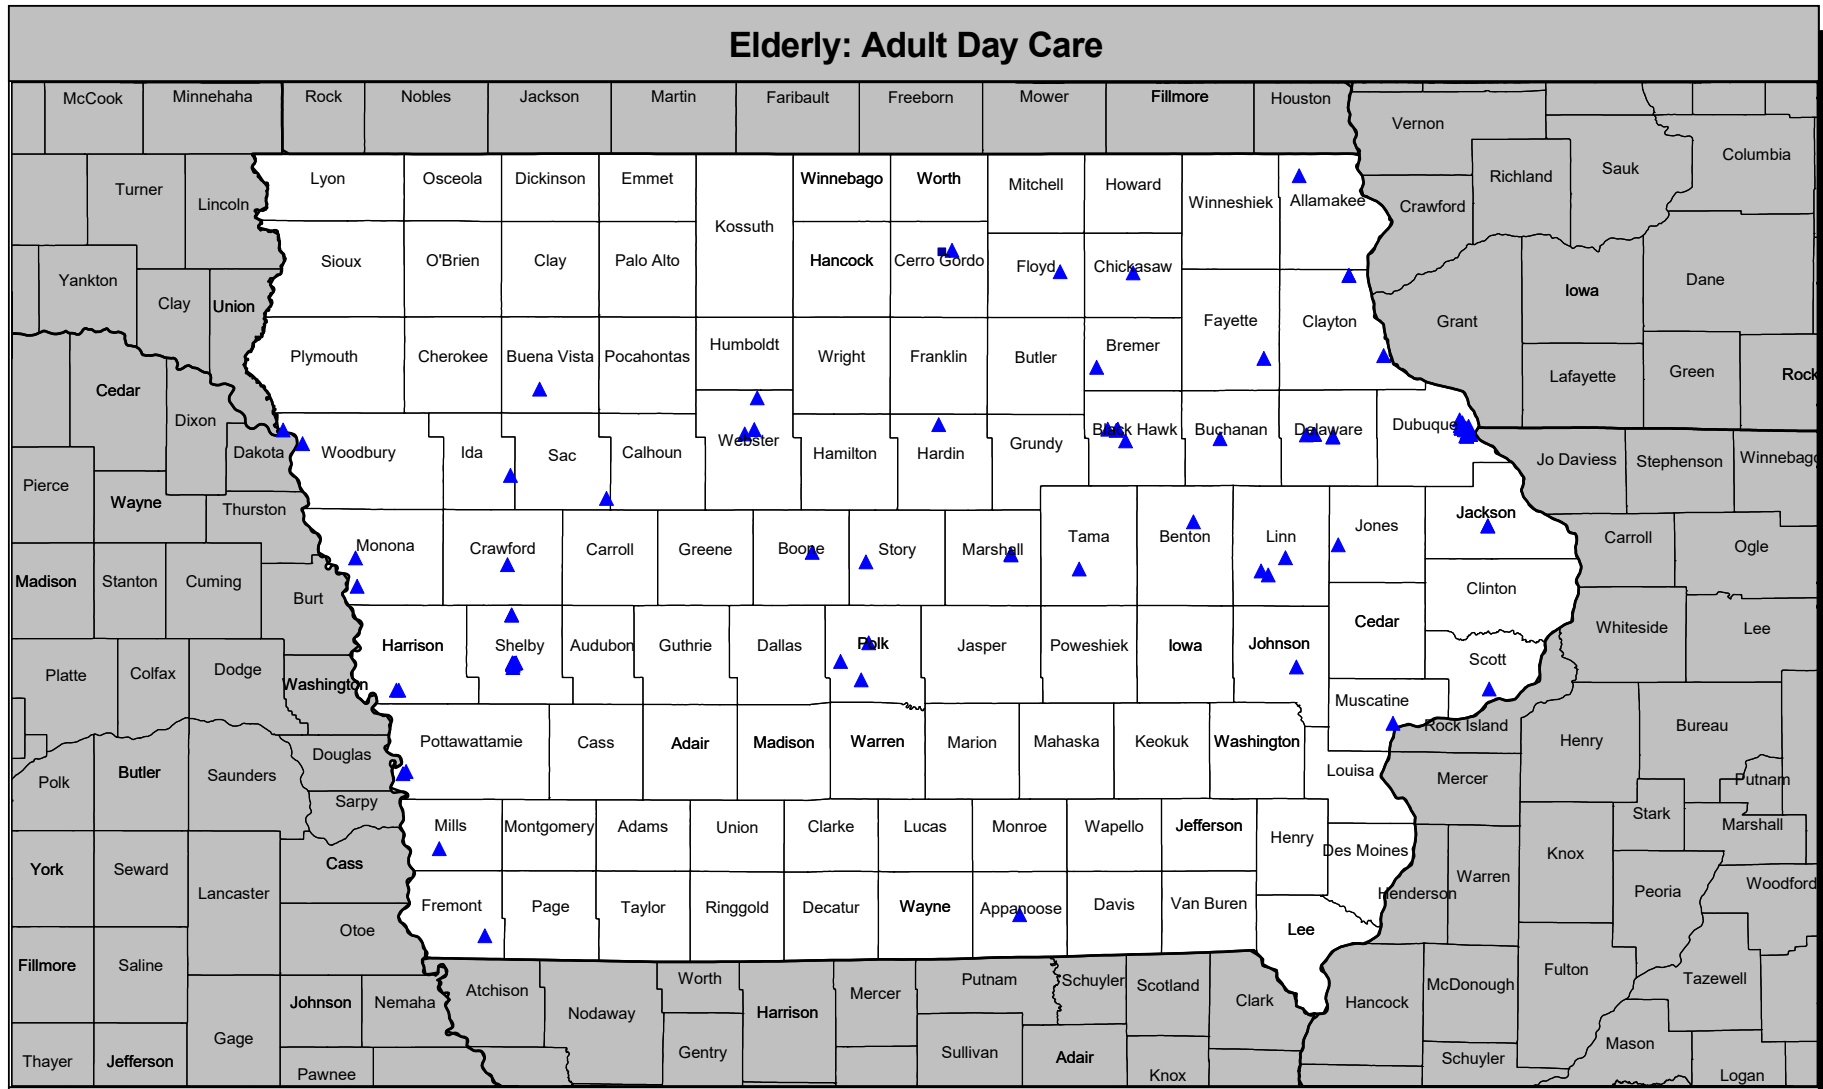 Elderly: Adult Day Care
McCook Minnehaha Rock Nobles Jackson Martin Faribault Freeborn Mower Fillmore Houston
Vernon
Columbia
Sauk
Richland
Turner Lyon Osceola Dickinson Emmet Winnebago Worth Mitchell Howard
Lincoln Winneshiek Allamakee Crawford
Kossuth
Sioux O'Brien Clay Palo Alto Hancock Cerro Gordo Floyd Chickasaw
Yankton Clay Union Iowa Dane
Fayette Clayton Grant
Plymouth Cherokee Buena Vista Pocahontas Humboldt Wright Franklin Butler Bremer
Cedar Lafayette Green Rock
Dixon
Dakota Woodbury Ida Sac Calhoun Webster Hamilton Hardin Grundy Black Hawk Buchanan Delaware Dubuque
Jo Daviess Stephenson Winnebago
Pierce Wayne Thurston
Monona Crawford Carroll Greene Boone Story Marshall Tama Benton Linn Jones Jackson
Carroll Ogle
Madison Stanton Cuming Burt Clinton
Harrison Shelby Audubon Guthrie Dallas Polk Jasper Poweshiek Iowa Johnson Cedar
Whiteside Lee
Scott
Platte Colfax Dodge Washington
Muscatine Rock Island Bureau
Henry
Pottawattamie Cass Adair Madison Warren Marion Mahaska Keokuk Washington
Douglas Louisa Mercer Putnam
Polk Butler Saunders Sarpy
Stark Marshall
Mills Montgomery Adams Union Clarke Lucas Monroe Wapello Jefferson Henry
Des Moines Knox
York Seward Cass Lancaster
Henderson Warren Peoria Woodford
Fremont Page Taylor Ringgold Decatur Wayne Appanoose Davis Van Buren
Otoe Lee
Fillmore Saline Fulton Tazewell
Atchison Worth Putnam Schuyler Scotland McDonough
Johnson Nemaha Nodaway Harrison Mercer Clark Hancock
Gage Gentry Sullivan Adair Mason
Thayer Jefferson Pawnee Knox Schuyler Logan